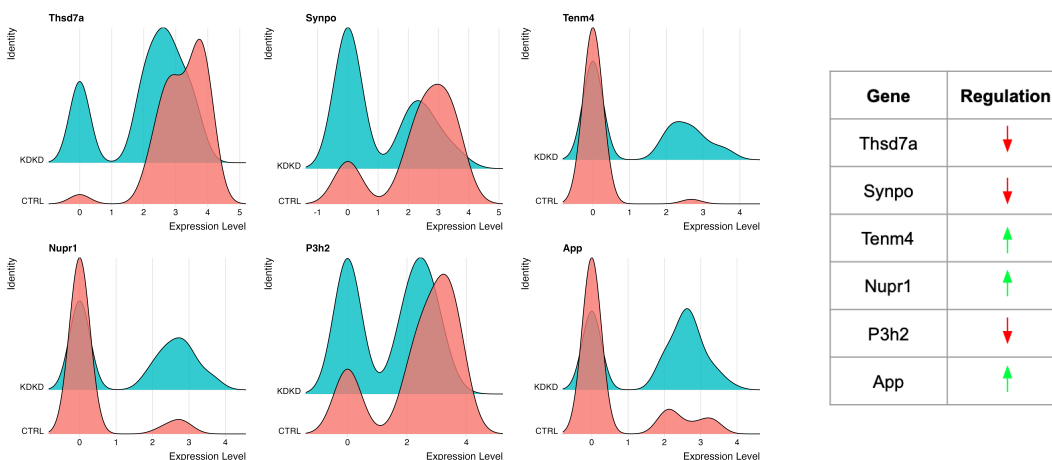 Thsd7a
Identity
KDKD
CTRL
0 1 2 3 4 5
Expression Level
Synpo
Identity
KDKD
CTRL
-1 0 1 2 3 4 5
Expression Level
Tenm4
Identity
KDKD
CTRL
0 1 2 3 4
Expression Level
Nupr1
Identity
KDKD
CTRL
0 1 2 3 4
Expression Level
P3h2
Identity
KDKD
CTRL
0 2 4
Expression Level
App
Identity
KDKD
CTRL
0 1 2 3 4
Expression Level
Gene Regulation
Thsd7a ↓
Synpo ↓
Tenm4 ↑
Nupr1 ↑
P3h2 ↓
App ↑